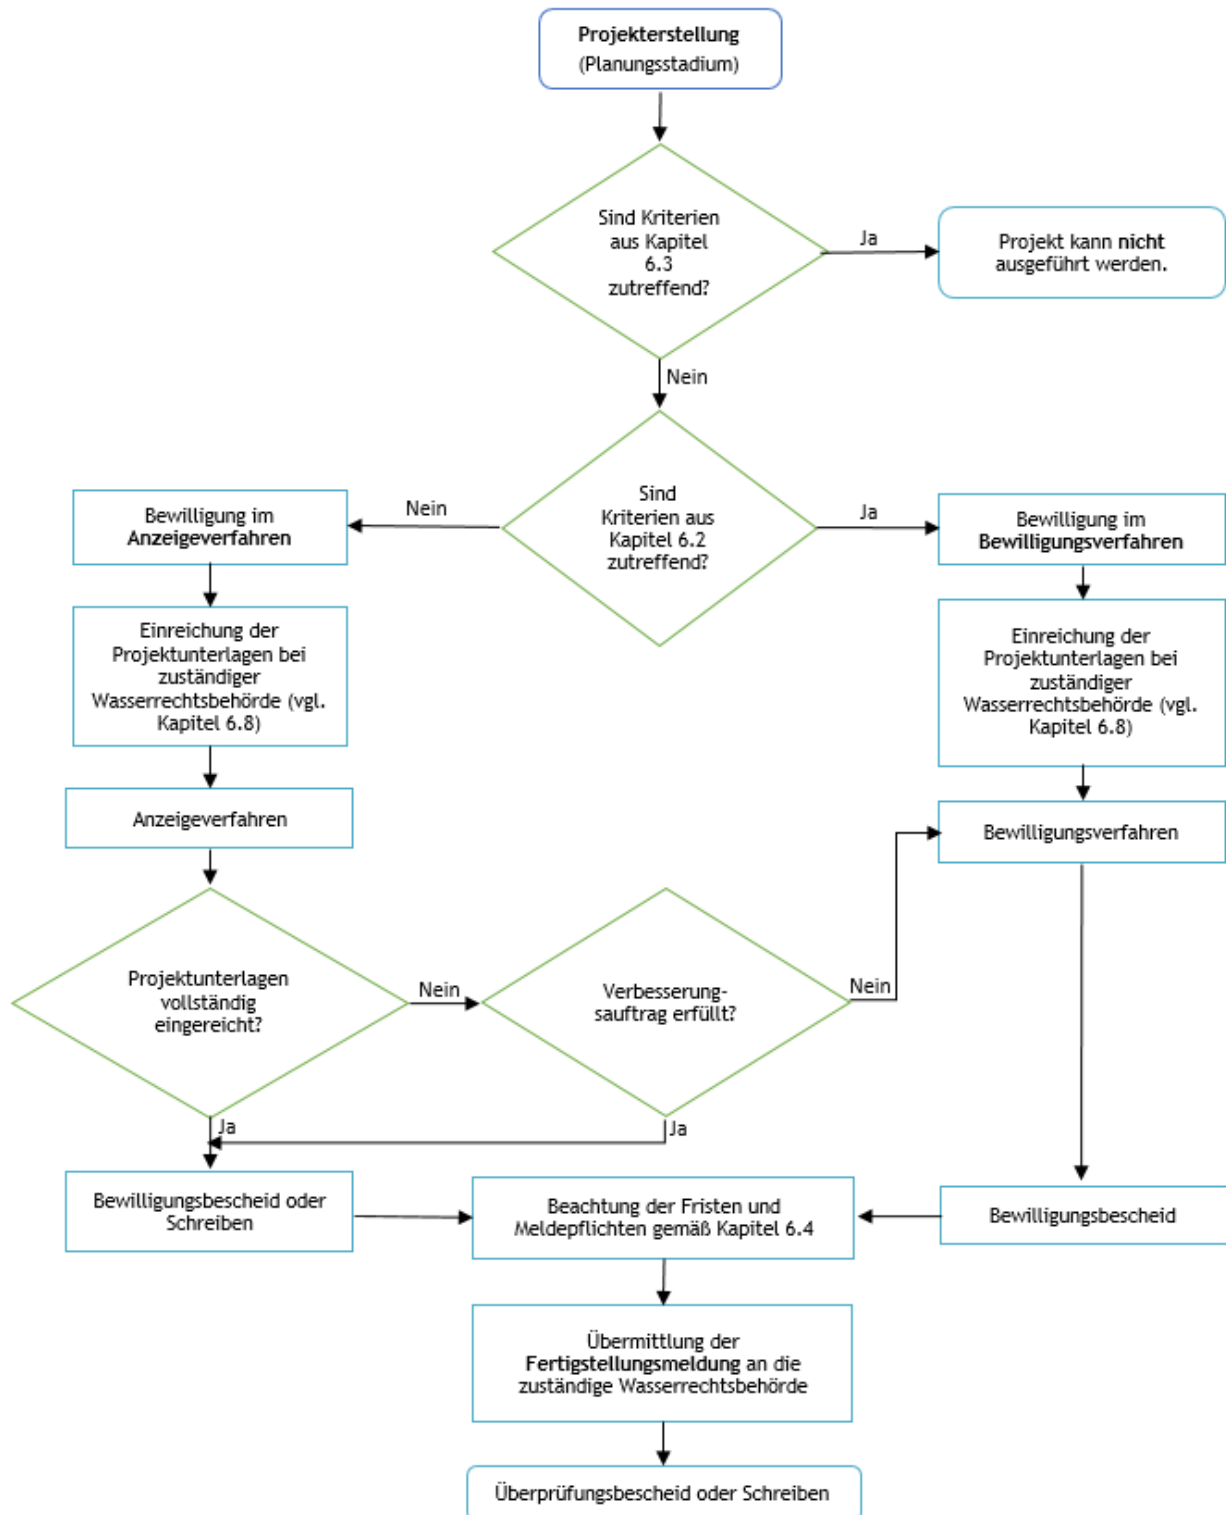 Projekterstellung
(Planungsstadium)
Sind Kriterien
aus Kapitel
6.3
zutreffend?
Ja
Projekt kann nicht
ausgeführt werden.
Nein
Sind
Kriterien aus
Kapitel 6.2
zutreffend?
Nein
Ja
Bewilligung im
Anzeigeverfahren
Bewilligung im
Bewilligungsverfahren
Einreichung der
Projektunterlagen bei
zuständiger
Wasserrechtsbehörde (vgl.
Kapitel 6.8)
Einreichung der
Projektunterlagen bei
zuständiger
Wasserrechtsbehörde (vgl.
Kapitel 6.8)
Anzeigeverfahren
Bewilligungsverfahren
Projektunterlagen
vollständig
eingereicht?
Nein
Verbesserung-
sauftrag erfüllt?
Nein
Ja
Ja
Bewilligungsbescheid oder
Schreiben
Beachtung der Fristen und
Meldepflichten gemäß Kapitel 6.4
Bewilligungsbescheid
Übermittlung der
Fertigstellungsmeldung an die
zuständige Wasserrechtsbehörde
Überprüfungsbescheid oder Schreiben